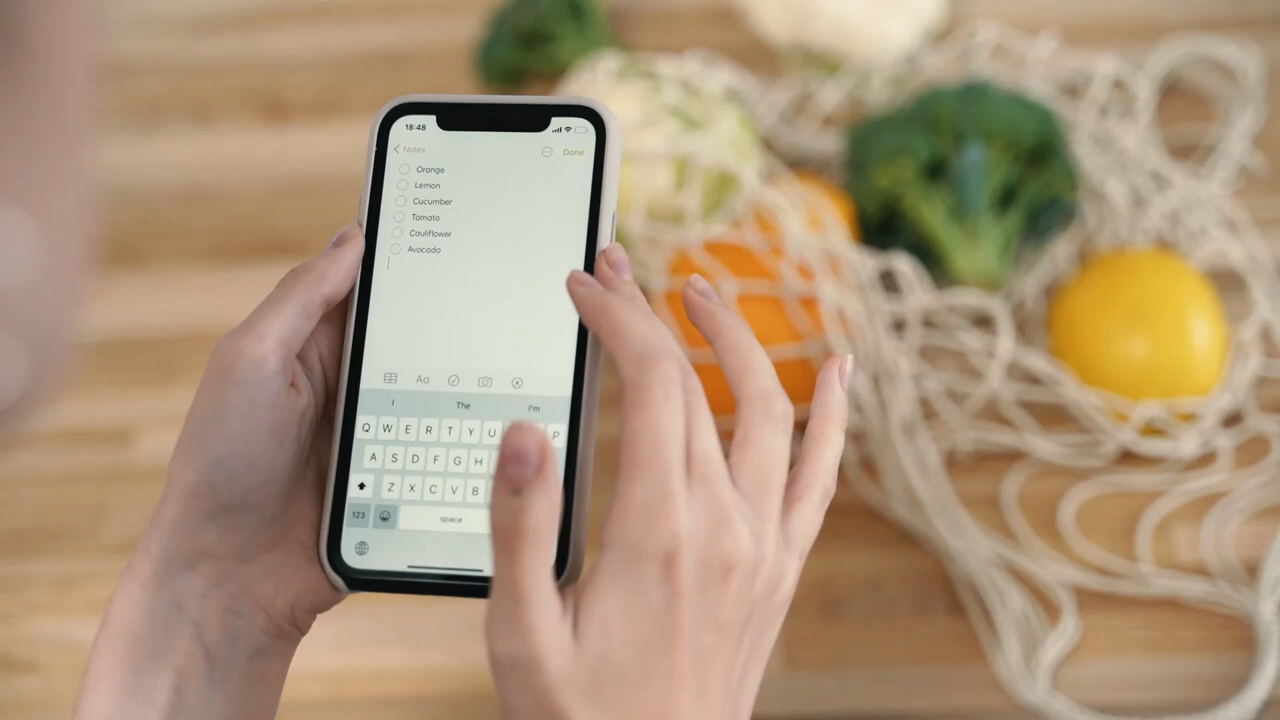 18:48
Notes
Done
Orange
Lemon
Cucumber
Tomato
Cauliflower
Avocado
Aa
I The I'm
Q W E R T Y U P
A S D F G H
Z X C V B
123 space